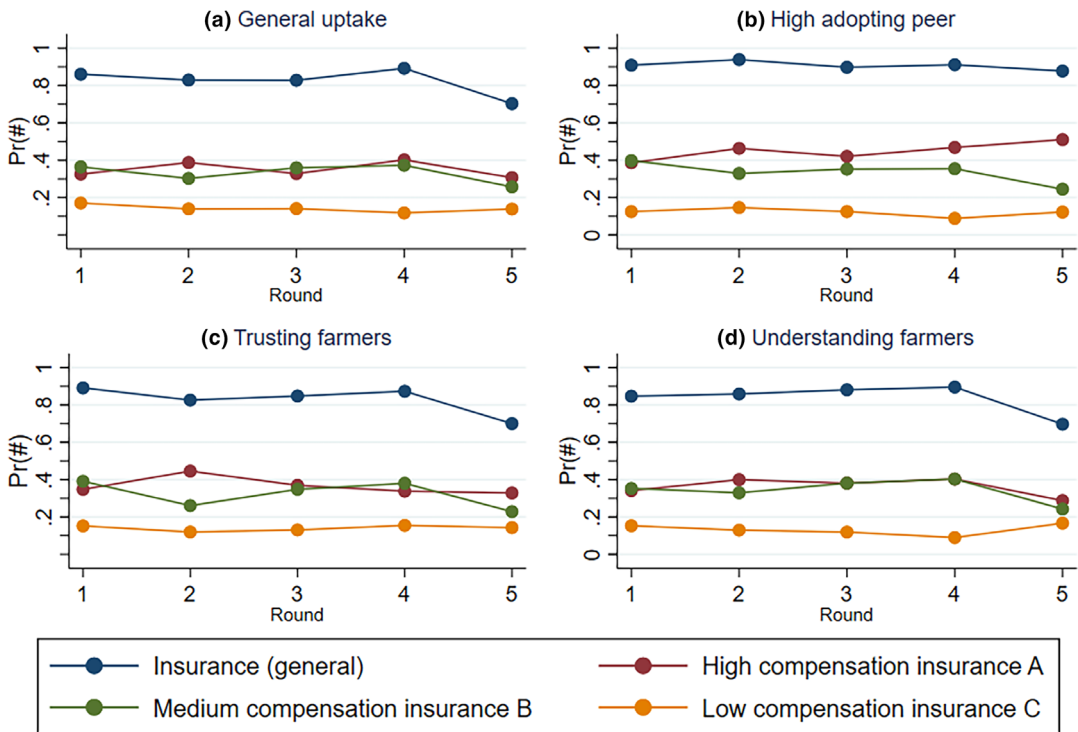 (a) General uptake
Pr(#)
1
.8
.6
.4
.2
1 2 3 4 5
Round
(b) High adopting peer
Pr(#)
1
.8
.6
.4
.2
0
1 2 3 4 5
Round
(c) Trusting farmers
Pr(#)
1
.8
.6
.4
.2
1 2 3 4 5
Round
(d) Understanding farmers
Pr(#)
1
.8
.6
.4
.2
0
1 2 3 4 5
Round
Insurance (general)
High compensation insurance A
Medium compensation insurance B
Low compensation insurance C